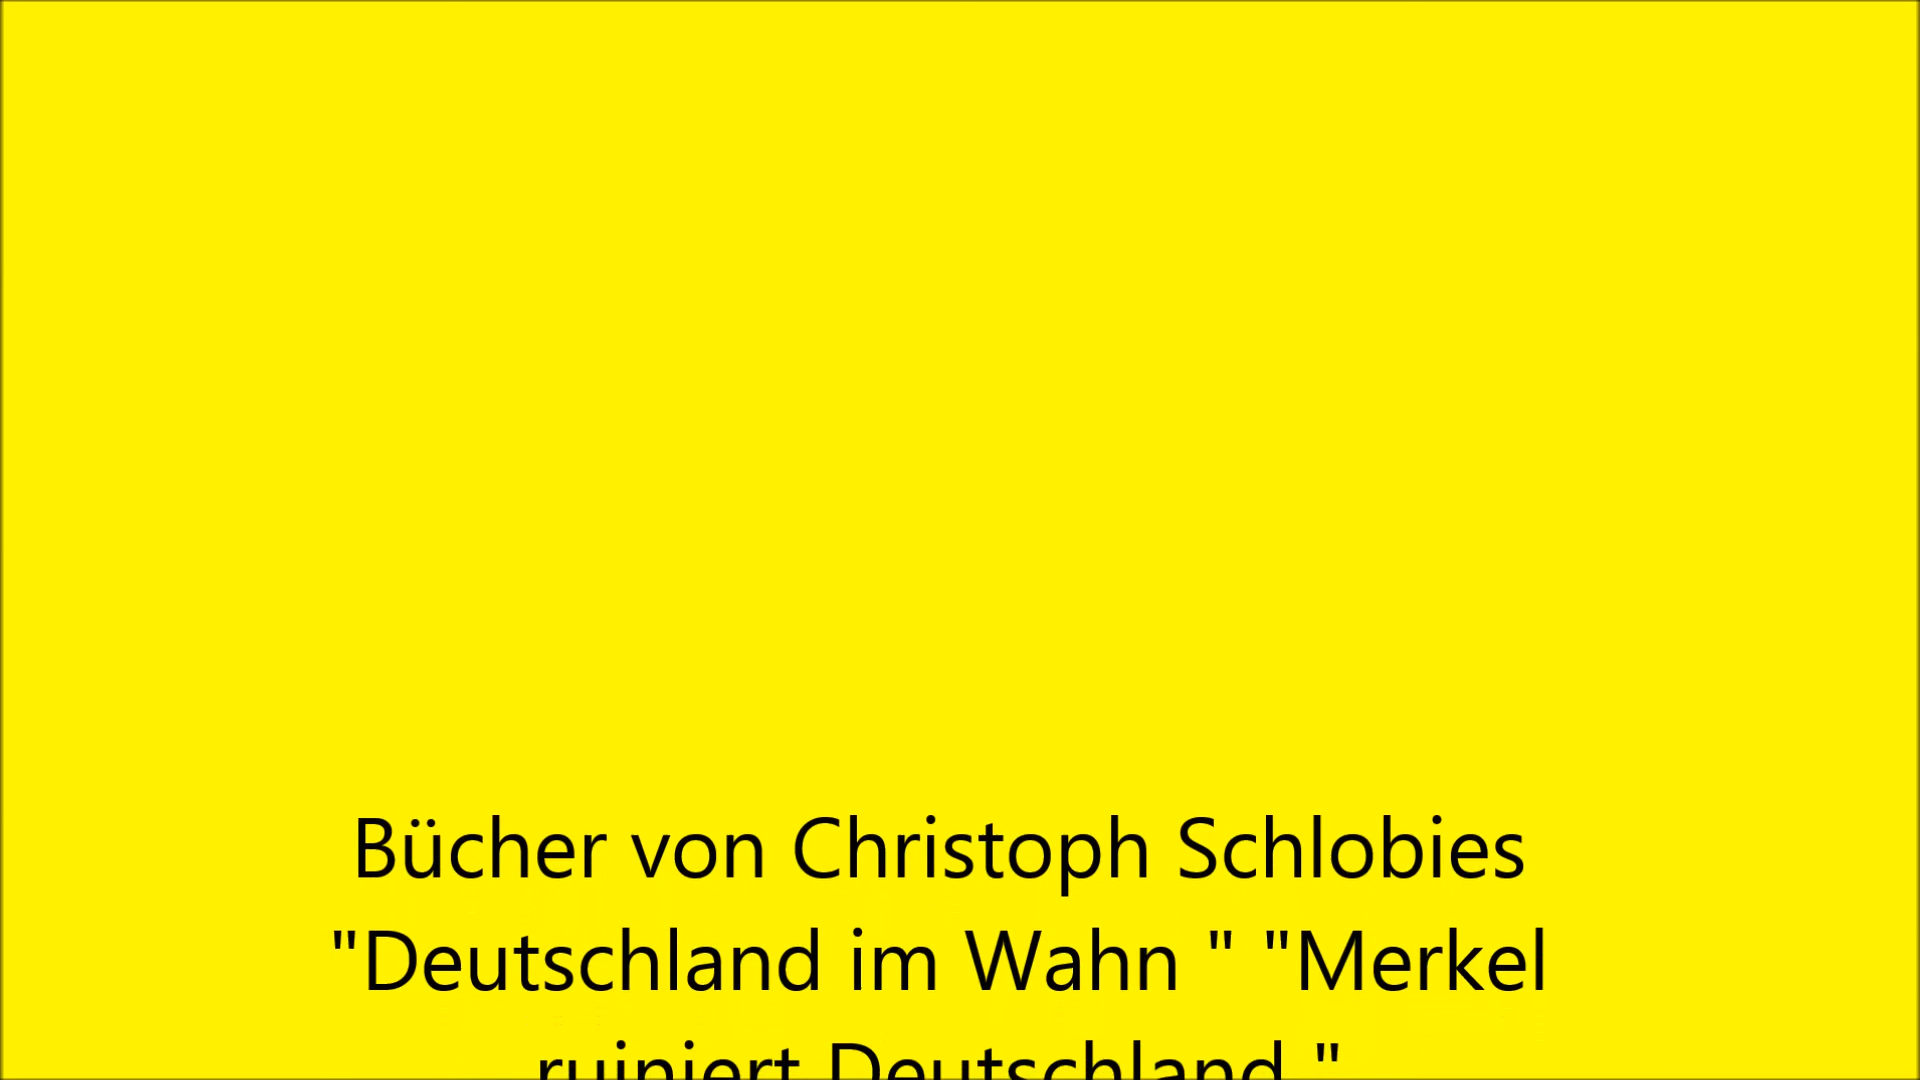 Bücher von Christoph Schlobies
"Deutschland im Wahn " "Merkel
ruiniert Deutschland "